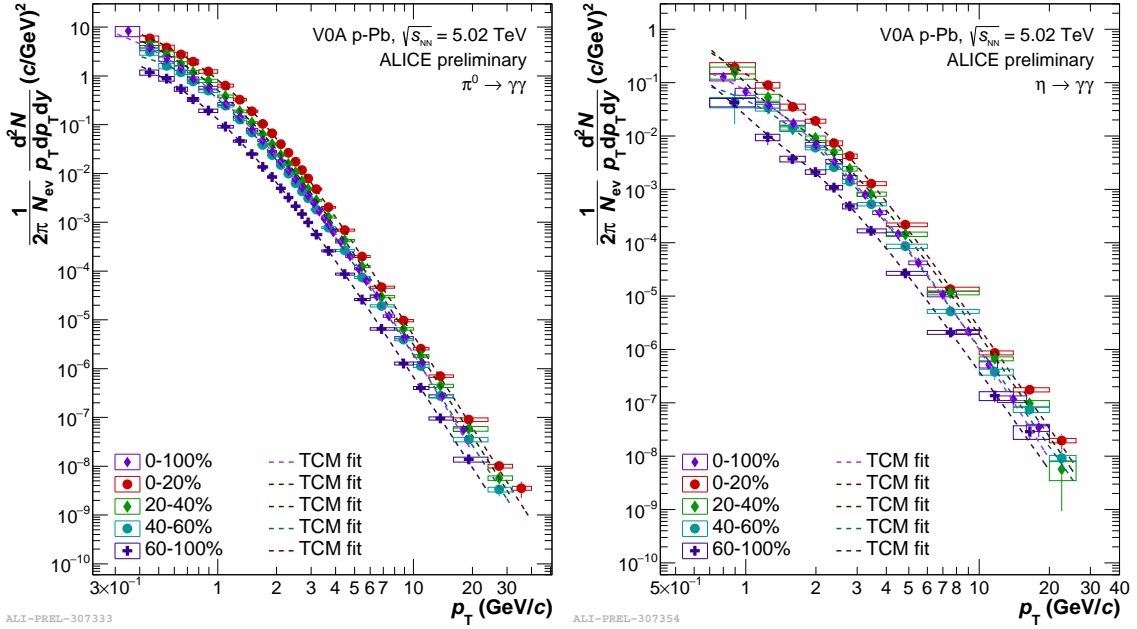 V0A p-Pb, √s_NN = 5.02 TeV
ALICE preliminary
π⁰ → γγ
1/(2π N_ev) d²N/(p_T dp_T dy) (c/GeV)²
10²
10
1
10⁻¹
10⁻²
10⁻³
10⁻⁴
10⁻⁵
10⁻⁶
10⁻⁷
10⁻⁸
10⁻⁹
10⁻¹⁰
0-100% TCM fit
0-20% TCM fit
20-40% TCM fit
40-60% TCM fit
60-100% TCM fit
3×10⁻¹ 1 2 3 4 5 6 7 10 20 30
p_T (GeV/c)
ALI-PREL-307333
V0A p-Pb, √s_NN = 5.02 TeV
ALICE preliminary
η → γγ
1/(2π N_ev) d²N/(p_T dp_T dy) (c/GeV)²
10
1
10⁻¹
10⁻²
10⁻³
10⁻⁴
10⁻⁵
10⁻⁶
10⁻⁷
10⁻⁸
10⁻⁹
10⁻¹⁰
0-100% TCM fit
0-20% TCM fit
20-40% TCM fit
40-60% TCM fit
60-100% TCM fit
5×10⁻¹ 1 2 3 4 5 6 7 8 10 20 30 40
p_T (GeV/c)
ALI-PREL-307354